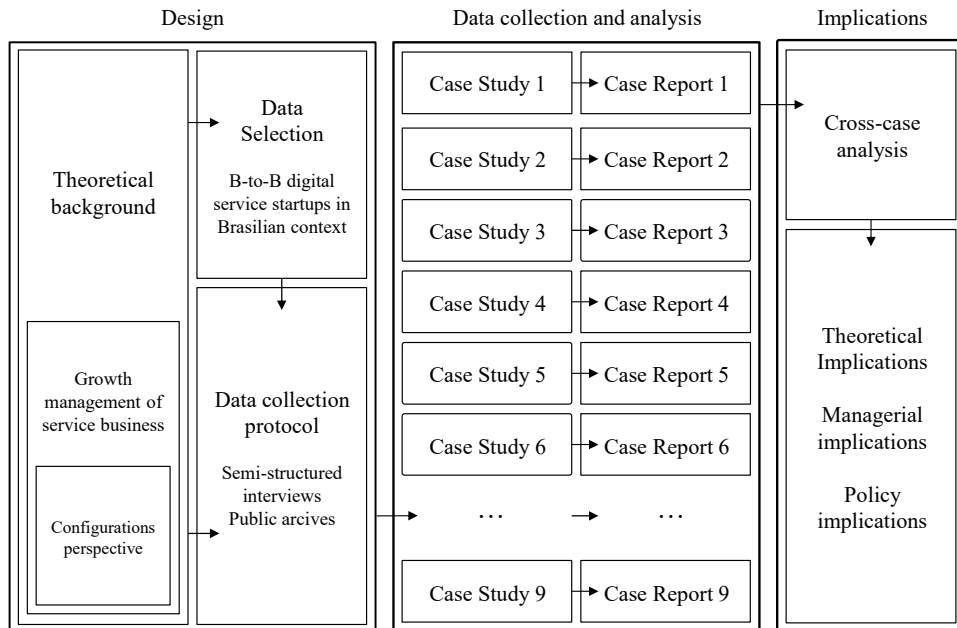 Design
Data collection and analysis
Implications
Theoretical
background
Growth
management of
service business
Configurations
perspective
Data
Selection
B-to-B digital
service startups in
Brasilian context
Data collection
protocol
Semi-structured
interviews
Public arcives
Case Study 1
Case Report 1
Case Study 2
Case Report 2
Case Study 3
Case Report 3
Case Study 4
Case Report 4
Case Study 5
Case Report 5
Case Study 6
Case Report 6
...
...
Case Study 9
Case Report 9
Cross-case
analysis
Theoretical
Implications
Managerial
implications
Policy
implications